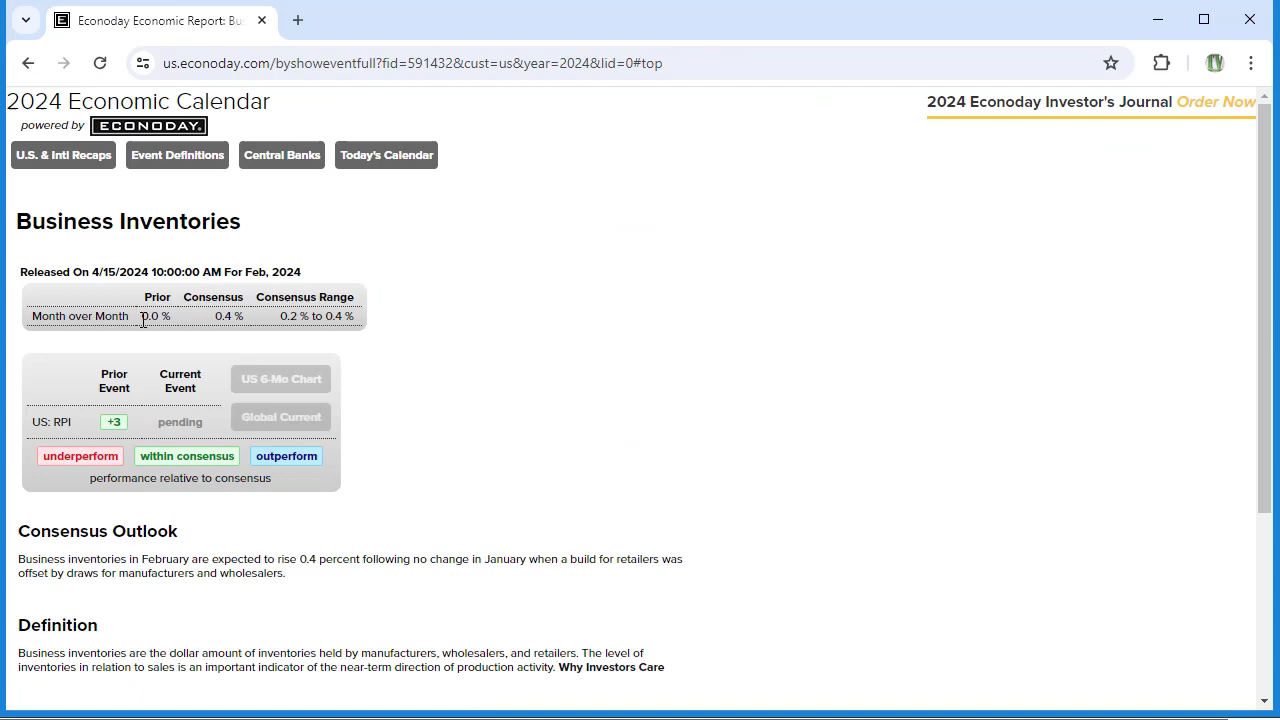 Econoday Economic Report: Bu
us.econoday.com/byshoweventfull?fid=591432&cust=us&year=2024&lid=0#top
2024 Economic Calendar
2024 Econoday Investor's Journal Order Now
powered by ECONODAY
U.S. & Intl Recaps Event Definitions Central Banks Today's Calendar
Business Inventories
Released On 4/15/2024 10:00:00 AM For Feb, 2024
Prior Consensus Consensus Range
Month over Month 0.0 % 0.4 % 0.2 % to 0.4 %
Prior Event Current Event US 6-Mo Chart
Global Current
US: RPI +3 pending
underperform within consensus outperform
performance relative to consensus
Consensus Outlook
Business inventories in February are expected to rise 0.4 percent following no change in January when a build for retailers was
offset by draws for manufacturers and wholesalers.
Definition
Business inventories are the dollar amount of inventories held by manufacturers, wholesalers, and retailers. The level of
inventories in relation to sales is an important indicator of the near-term direction of production activity. Why Investors Care